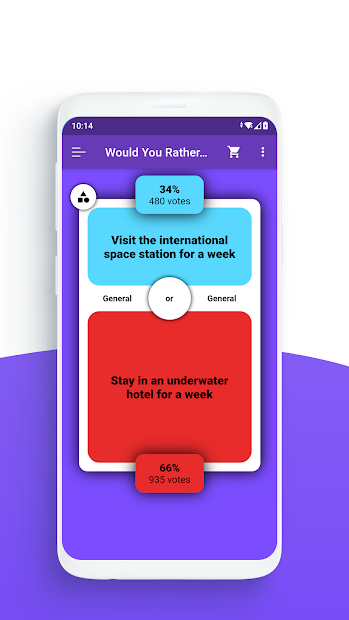 10:14
Would You Rather...
34%
480 votes
Visit the international
space station for a week
General or General
Stay in an underwater
hotel for a week
66%
935 votes